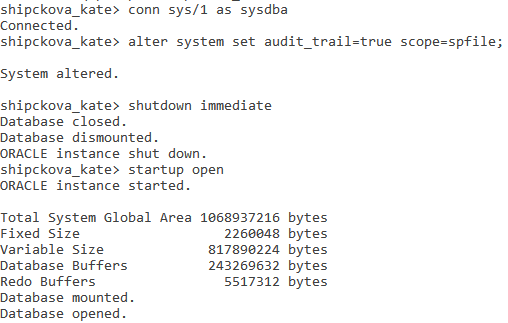 shipckova_kate> conn sys/1 as sysdba
Connected.
shipckova_kate> alter system set audit_trail=true scope=spfile;
System altered.
shipckova_kate> shutdown immediate
Database closed.
Database dismounted.
ORACLE instance shut down.
shipckova_kate> startup open
ORACLE instance started.
Total System Global Area 1068937216 bytes
Fixed Size                  2260048 bytes
Variable Size             817890224 bytes
Database Buffers          243269632 bytes
Redo Buffers                5517312 bytes
Database mounted.
Database opened.